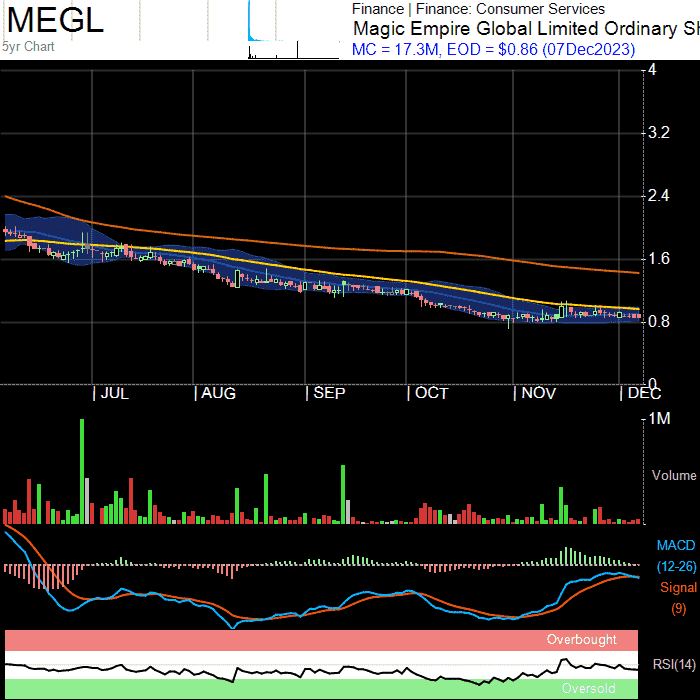 MEGL
5yr Chart
Finance | Finance: Consumer Services
Magic Empire Global Limited Ordinary Sh
MC = 17.3M, EOD = $0.86 (07Dec2023)
4
3.2
2.4
1.6
0.8
0
| JUL | AUG | SEP | OCT | NOV | DEC
1M
Volume
MACD
(12-26)
Signal
(9)
Overbought
RSI(14)
Oversold